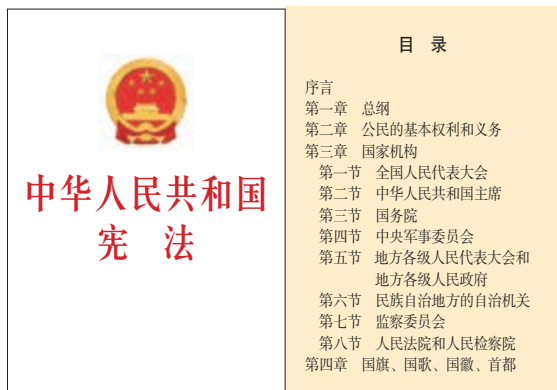 中华人民共和国
宪 法
目 录
序言
第一章 总纲
第二章 公民的基本权利和义务
第三章 国家机构
第一节 全国人民代表大会
第二节 中华人民共和国主席
第三节 国务院
第四节 中央军事委员会
第五节 地方各级人民代表大会和
地方各级人民政府
第六节 民族自治地方的自治机关
第七节 监察委员会
第八节 人民法院和人民检察院
第四章 国旗、国歌、国徽、首都